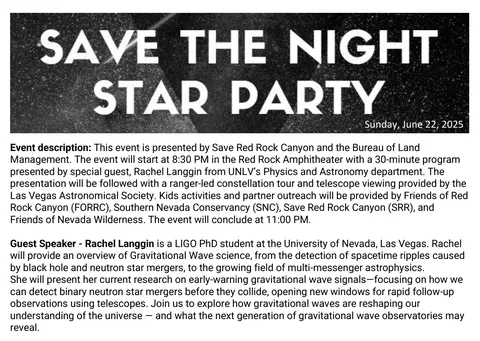 SAVE THE NIGHT
STAR PARTY
Sunday, June 22, 2025
Event description: This event is presented by Save Red Rock Canyon and the Bureau of Land
Management. The event will start at 8:30 PM in the Red Rock Amphitheater with a 30-minute program
presented by special guest, Rachel Langgin from UNLV's Physics and Astronomy department. The
presentation will be followed with a ranger-led constellation tour and telescope viewing provided by the
Las Vegas Astronomical Society. Kids activities and partner outreach will be provided by Friends of Red
Rock Canyon (FORRC), Southern Nevada Conservancy (SNC), Save Red Rock Canyon (SRR), and
Friends of Nevada Wilderness. The event will conclude at 11:00 PM.
Guest Speaker - Rachel Langgin is a LIGO PhD student at the University of Nevada, Las Vegas. Rachel
will provide an overview of Gravitational Wave science, from the detection of spacetime ripples caused
by black hole and neutron star mergers, to the growing field of multi-messenger astrophysics.
She will present her current research on early-warning gravitational wave signals—focusing on how we
can detect binary neutron star mergers before they collide, opening new windows for rapid follow-up
observations using telescopes. Join us to explore how gravitational waves are reshaping our
understanding of the universe — and what the next generation of gravitational wave observatories may
reveal.